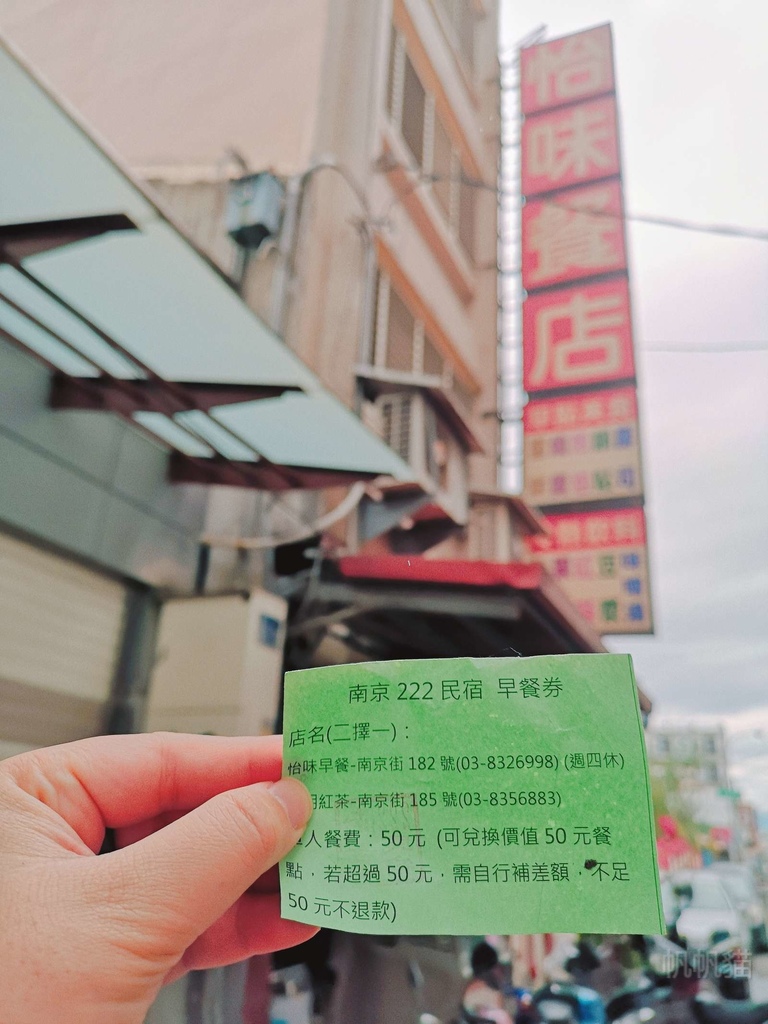 怡
味
餐
店
南京 222 民宿 早餐券
店名(二擇一)：
怡味早餐-南京街 182 號(03-8326998) (週四休)
紅茶-南京街 185 號(03-8356883)
人餐費：50 元 (可兌換價值 50 元餐
點，若超過 50 元，需自行補差額，不足
50 元不退款)
帆帆貓